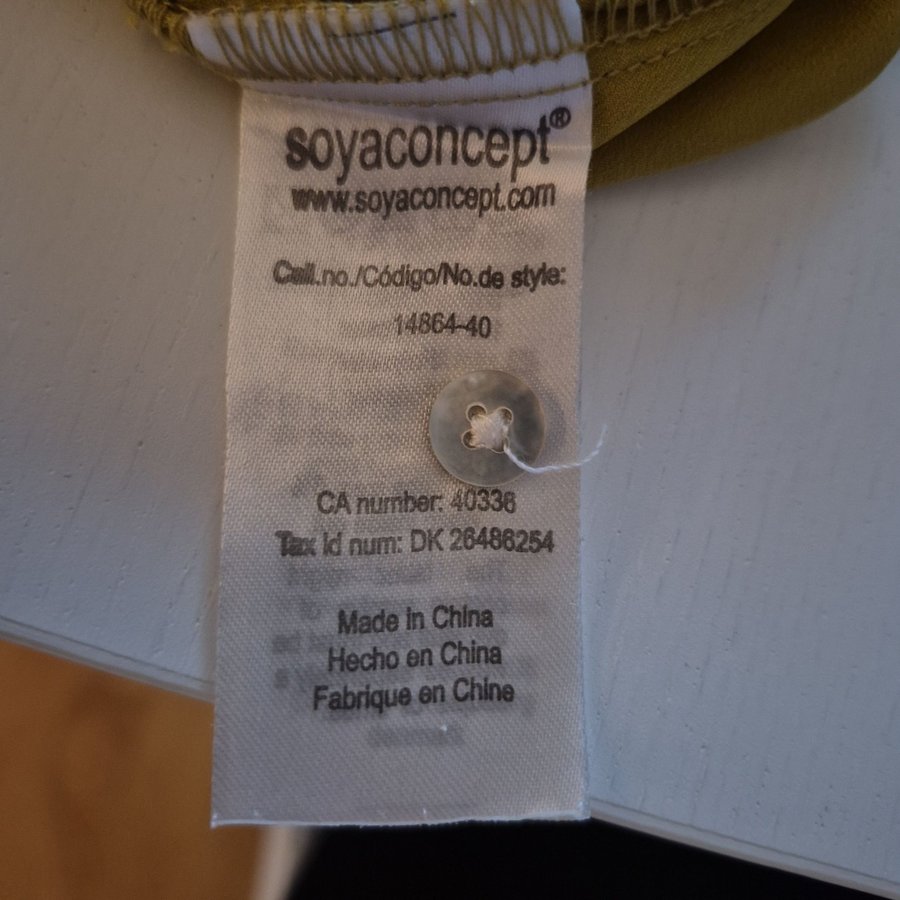 soyaconcept®
www.soyaconcept.com
Call.no./Código/No.de style:
14864-40
CA number: 40336
Tax Id num: DK 26486254
Made in China
Hecho en China
Fabrique en Chine